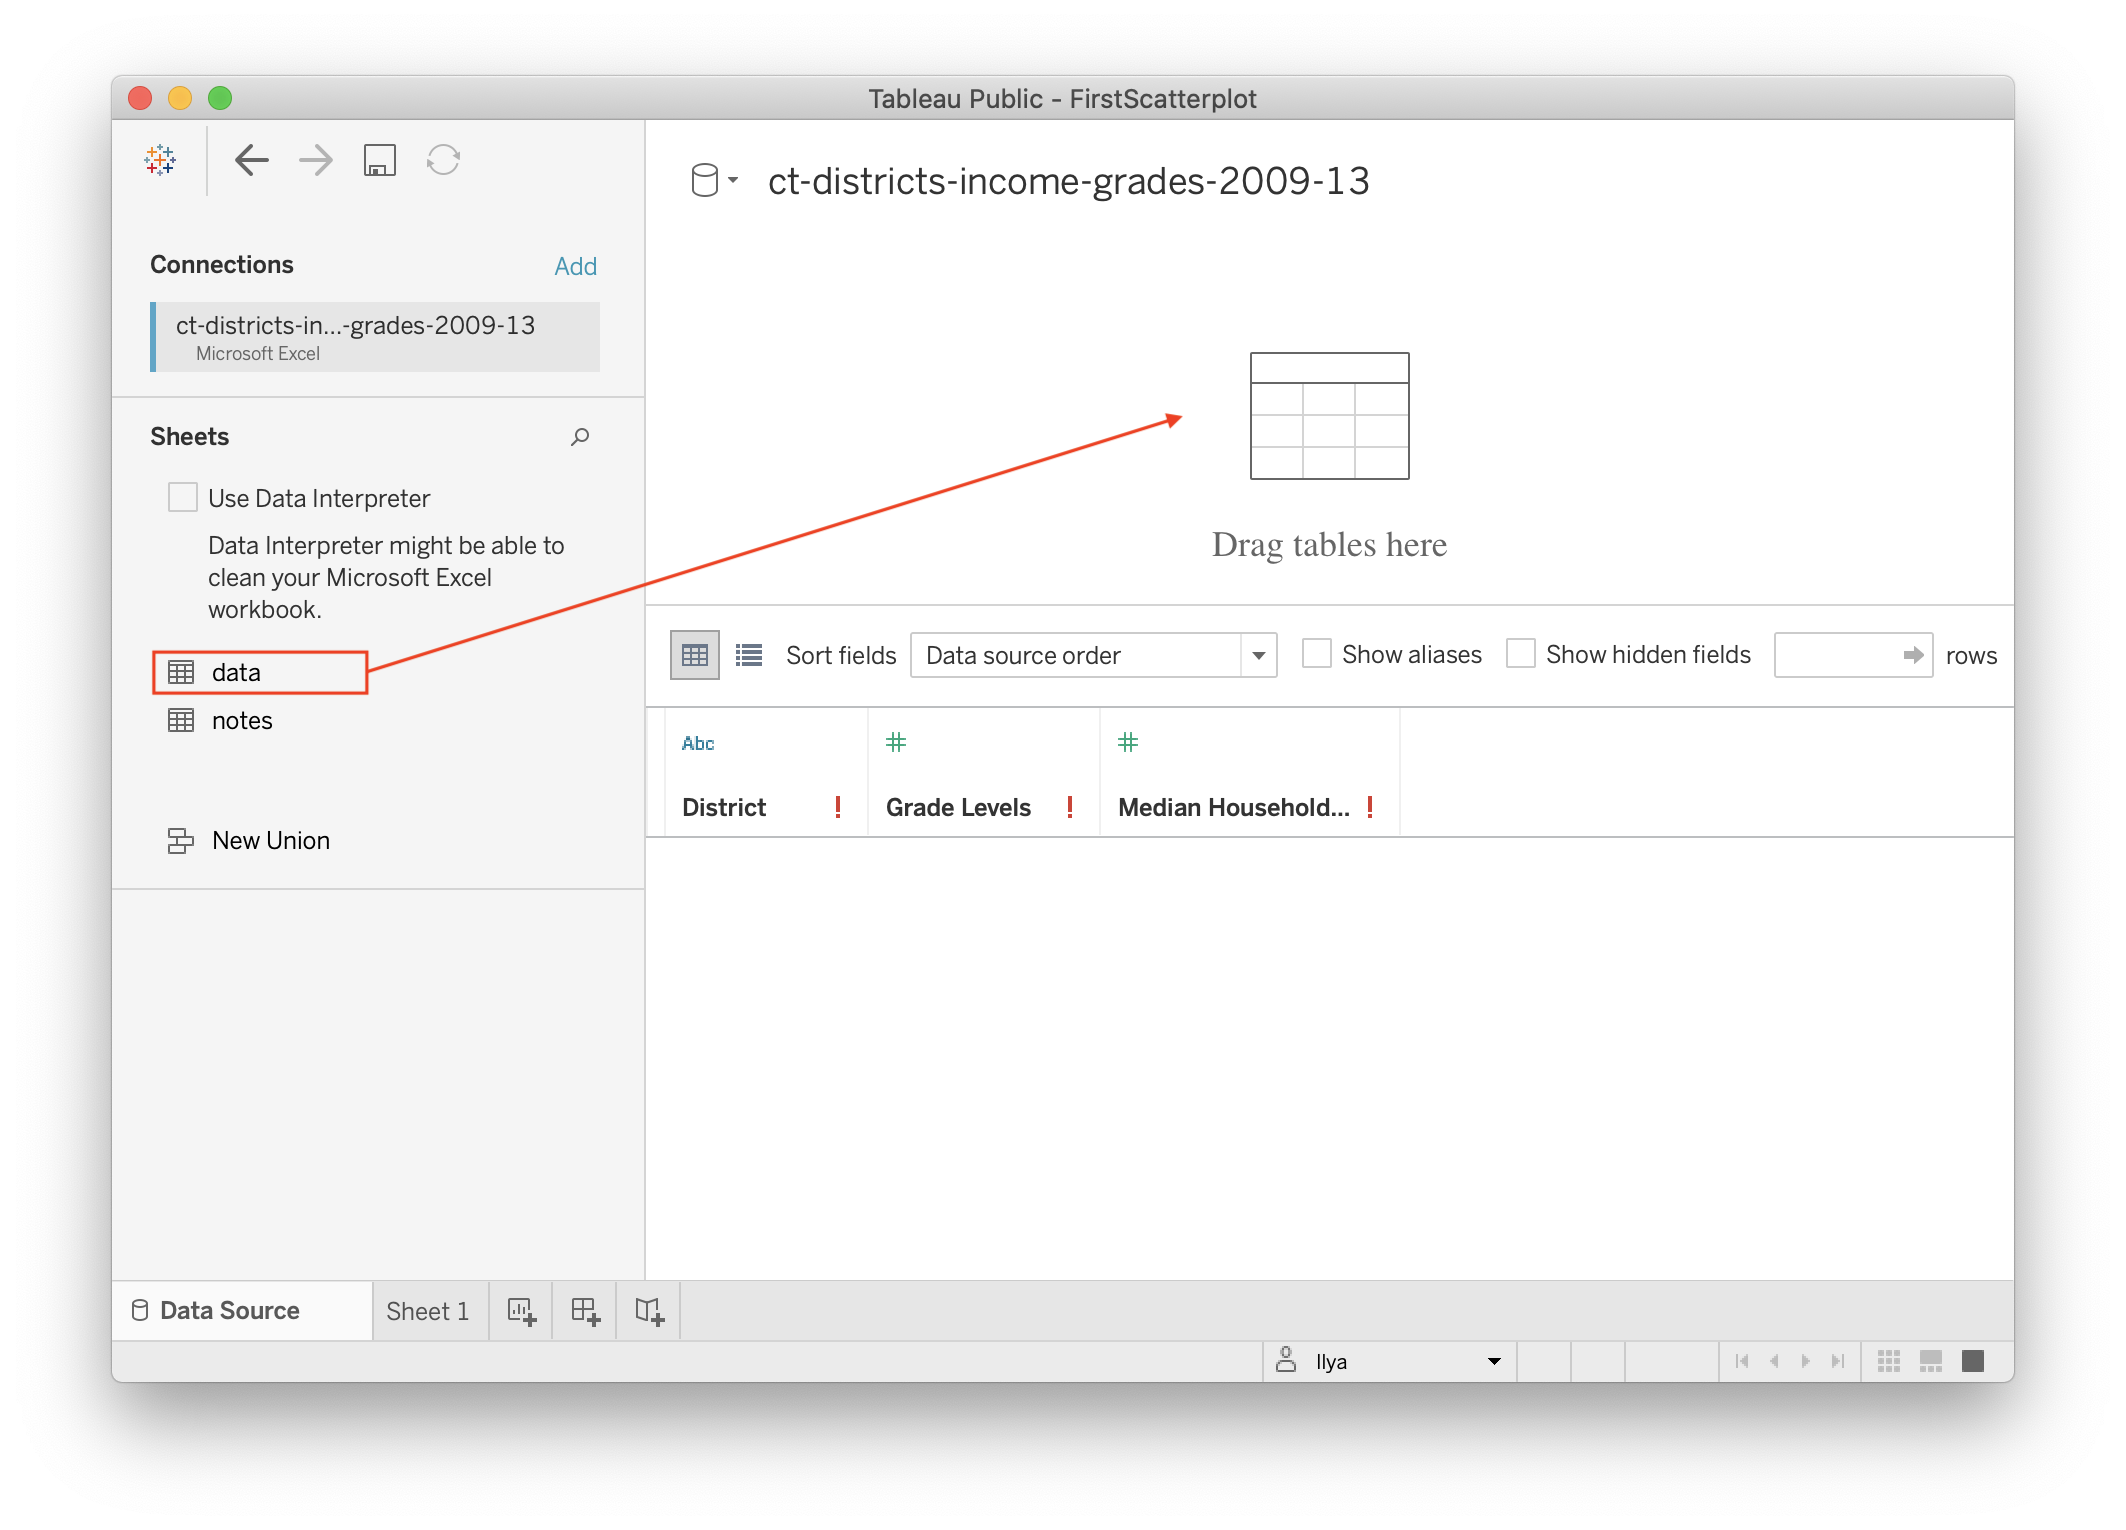 Tableau Public - FirstScatterplot
ct-districts-income-grades-2009-13
Connections
Add
ct-districts-in...-grades-2009-13
Microsoft Excel
Sheets
Use Data Interpreter
Data Interpreter might be able to
clean your Microsoft Excel
workbook.
data
notes
New Union
Drag tables here
Sort fields
Data source order
Show aliases
Show hidden fields
rows
Abc
#
#
District !
Grade Levels !
Median Household... !
Data Source
Sheet 1
Ilya